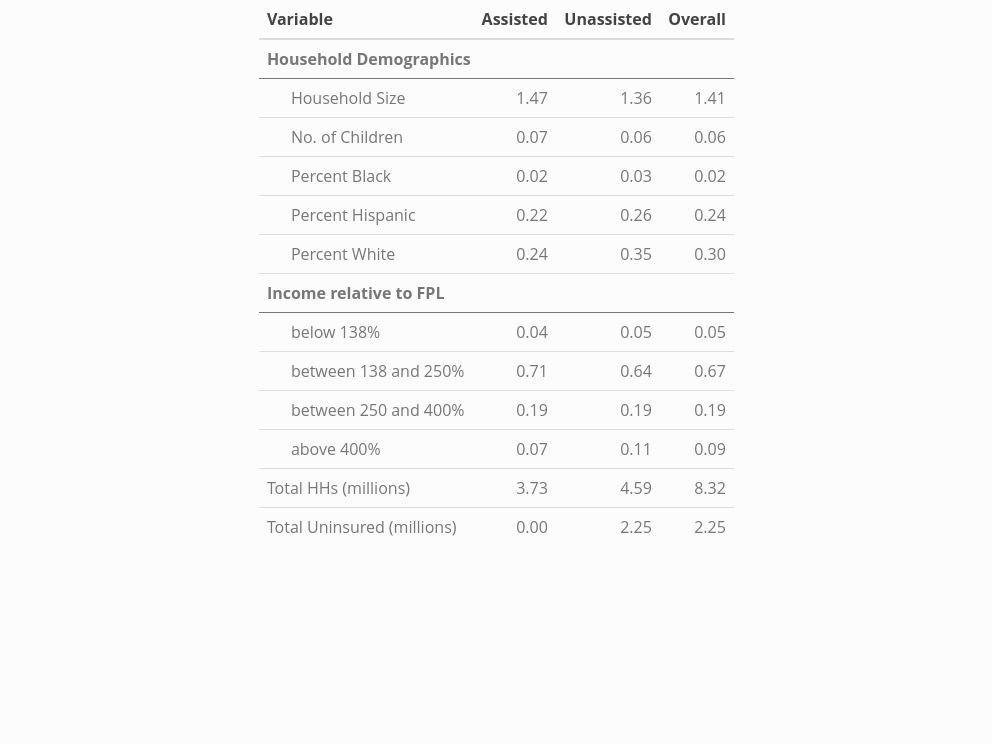 Variable Assisted Unassisted Overall
Household Demographics
Household Size 1.47 1.36 1.41
No. of Children 0.07 0.06 0.06
Percent Black 0.02 0.03 0.02
Percent Hispanic 0.22 0.26 0.24
Percent White 0.24 0.35 0.30
Income relative to FPL
below 138% 0.04 0.05 0.05
between 138 and 250% 0.71 0.64 0.67
between 250 and 400% 0.19 0.19 0.19
above 400% 0.07 0.11 0.09
Total HHs (millions) 3.73 4.59 8.32
Total Uninsured (millions) 0.00 2.25 2.25